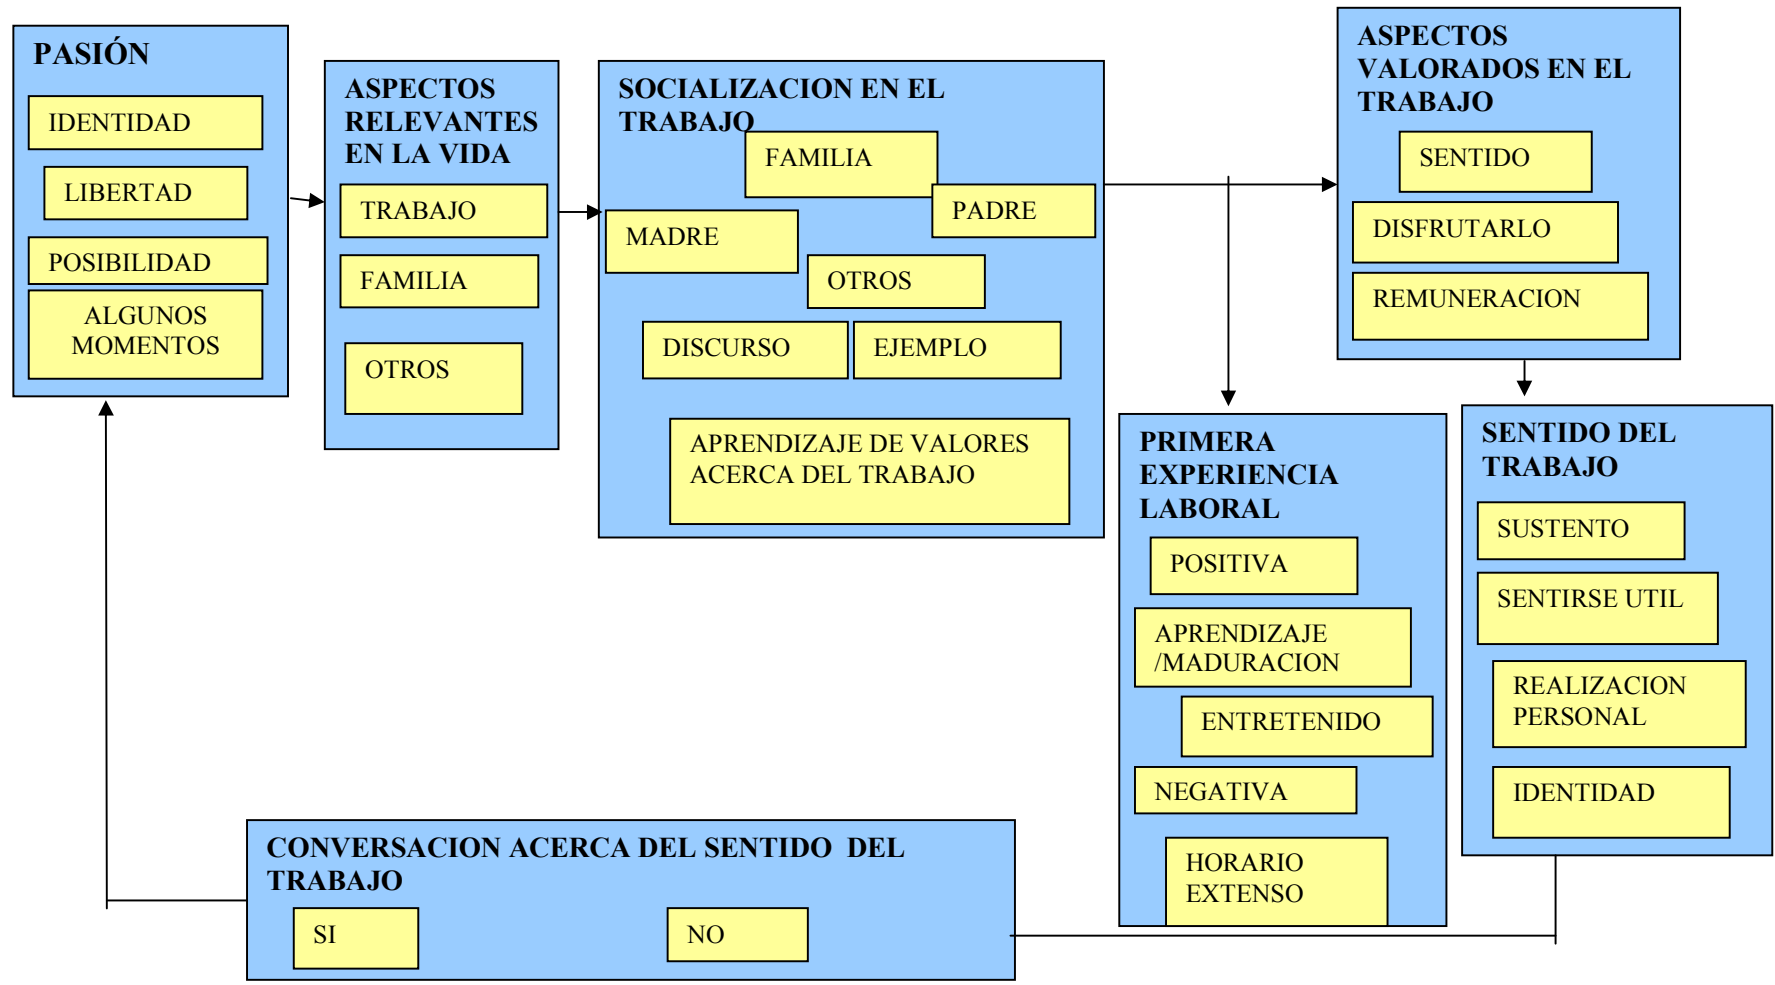 PASIÓN
IDENTIDAD
LIBERTAD
POSIBILIDAD
ALGUNOS
MOMENTOS
ASPECTOS
RELEVANTES
EN LA VIDA
TRABAJO
FAMILIA
OTROS
SOCIALIZACION EN EL
TRABAJO
FAMILIA
PADRE
MADRE
OTROS
DISCURSO
EJEMPLO
APRENDIZAJE DE VALORES
ACERCA DEL TRABAJO
ASPECTOS
VALORADOS EN EL
TRABAJO
SENTIDO
DISFRUTARLO
REMUNERACION
PRIMERA
EXPERIENCIA
LABORAL
POSITIVA
APRENDIZAJE
/MADURACION
ENTRETENIDO
NEGATIVA
HORARIO
EXTENSO
SENTIDO DEL
TRABAJO
SUSTENTO
SENTIRSE UTIL
REALIZACION
PERSONAL
IDENTIDAD
CONVERSACION ACERCA DEL SENTIDO  DEL
TRABAJO
SI
NO